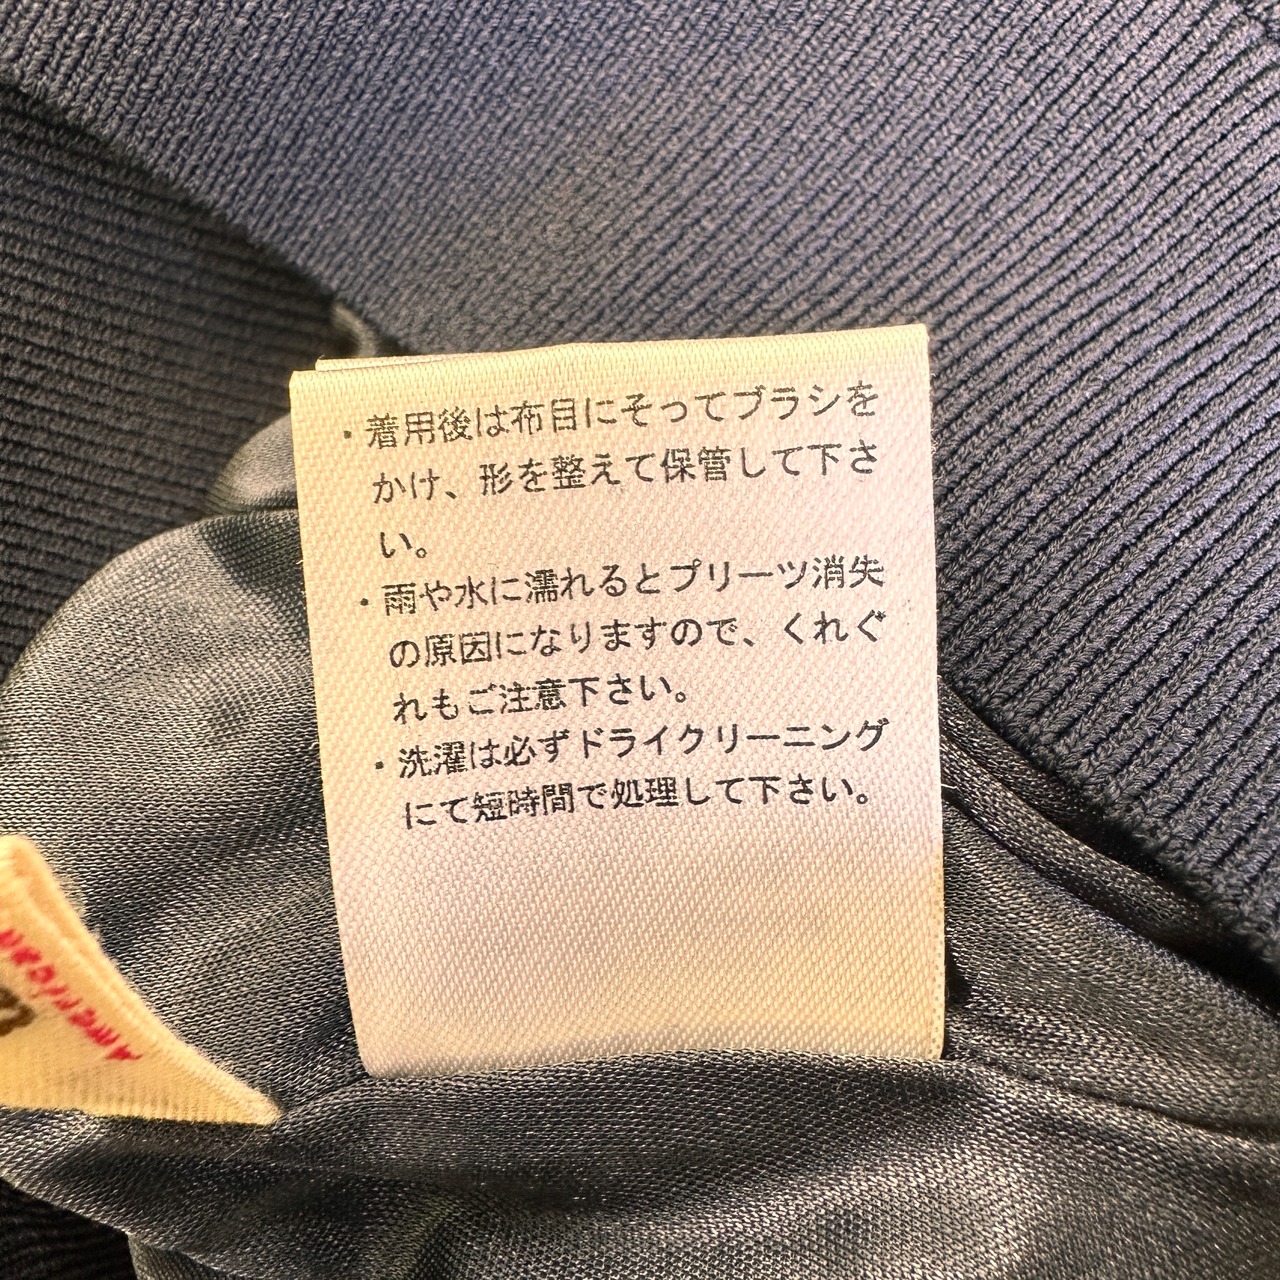 ・着用後は布目にそってブラシを
かけ、形を整えて保管して下さ
い。
・雨や水に濡れるとプリーツ消失
の原因になりますので、くれぐ
れもご注意下さい。
・洗濯は必ずドライクリーニング
にて短時間で処理して下さい。
American